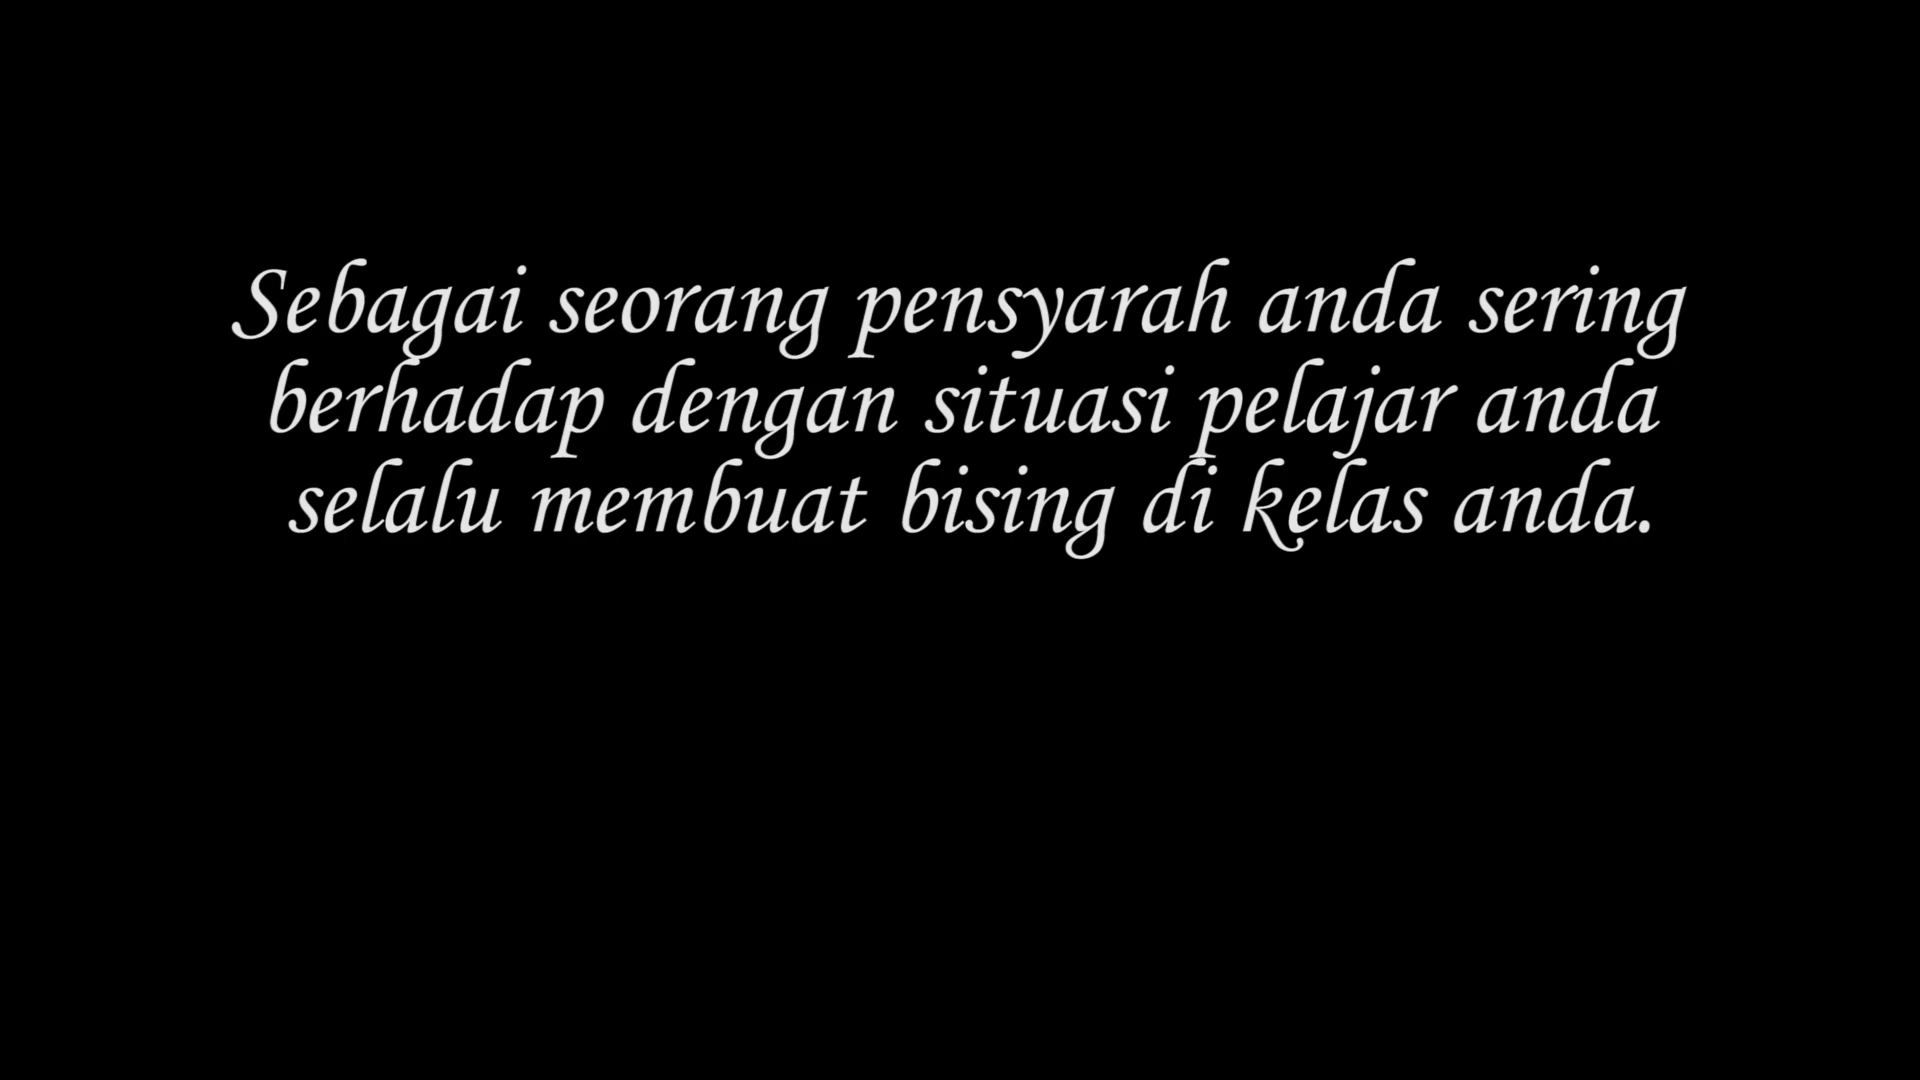 Sebagai seorang pensyarah anda sering
berhadap dengan situasi pelajar anda
selalu membuat bising di kelas anda.